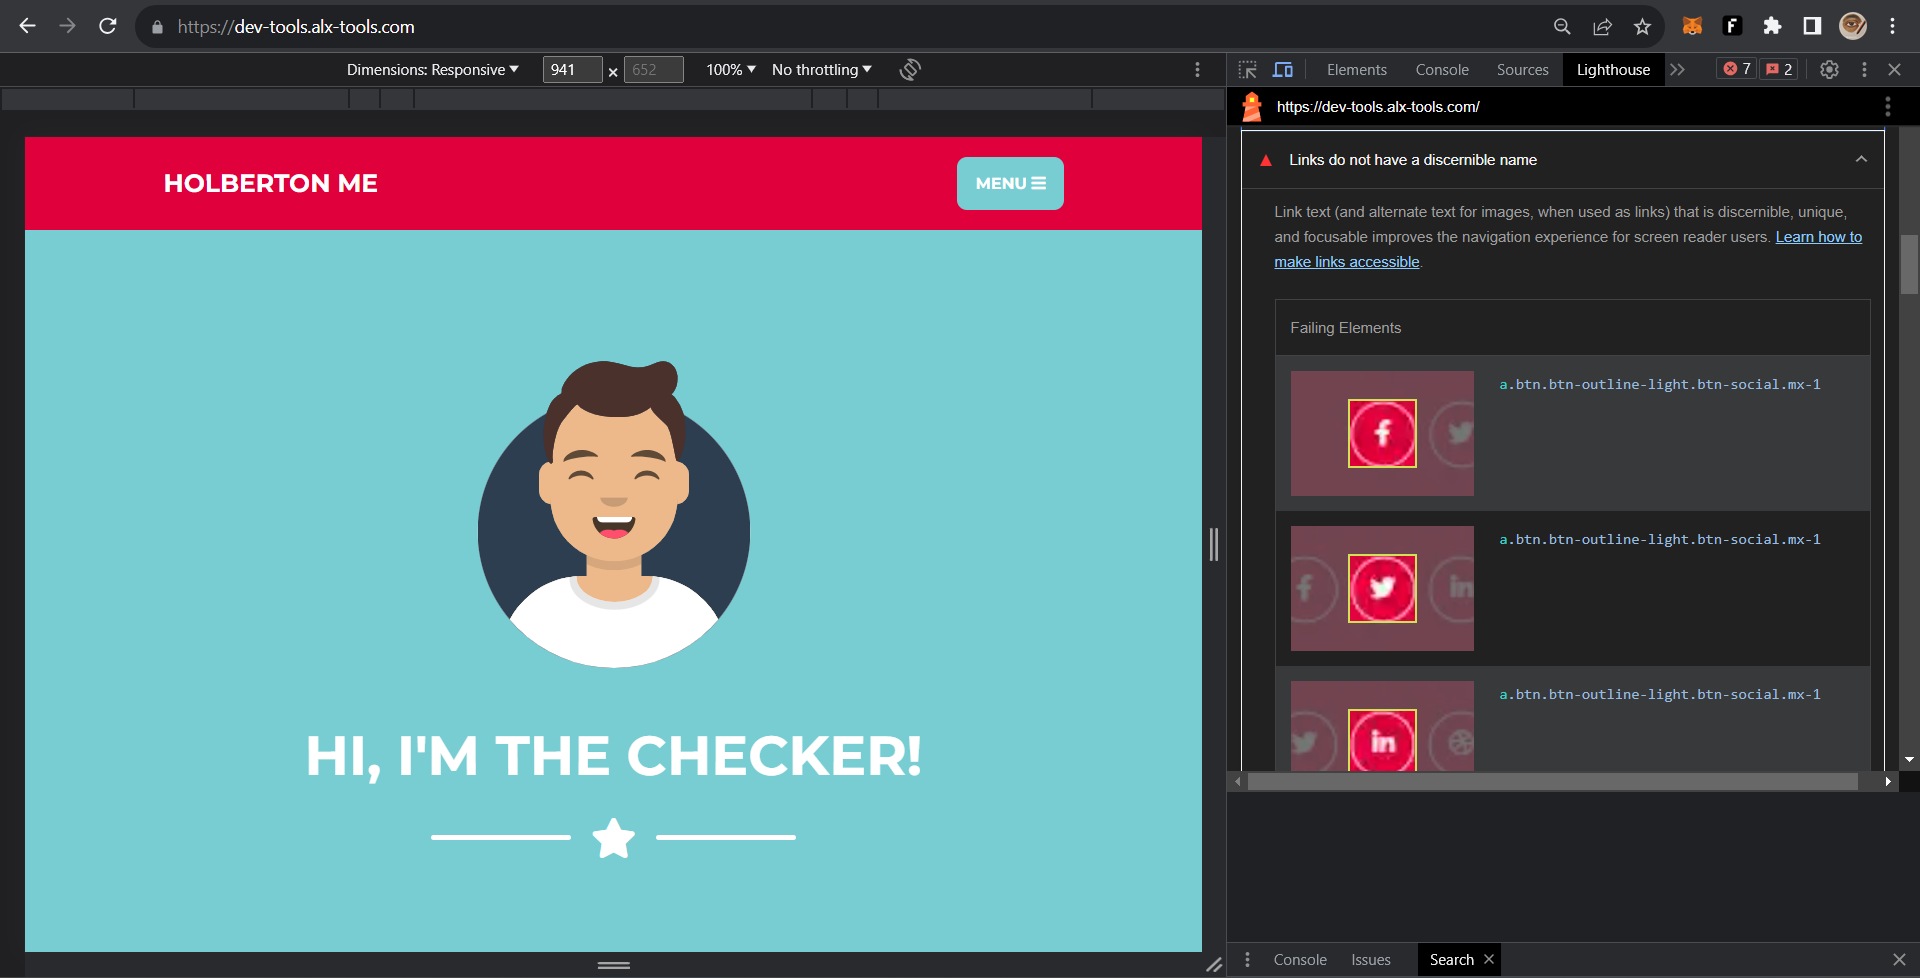 https://dev-tools.alx-tools.com
Dimensions: Responsive 941 × 652 100% No throttling
Elements Console Sources Lighthouse 7 2
https://dev-tools.alx-tools.com/
HOLBERTON ME
MENU
HI, I'M THE CHECKER!
Links do not have a discernible name
Link text (and alternate text for images, when used as links) that is discernible, unique,
and focusable improves the navigation experience for screen reader users. Learn how to
make links accessible.
Failing Elements
a.btn.btn-outline-light.btn-social.mx-1
a.btn.btn-outline-light.btn-social.mx-1
a.btn.btn-outline-light.btn-social.mx-1
Console Issues Search